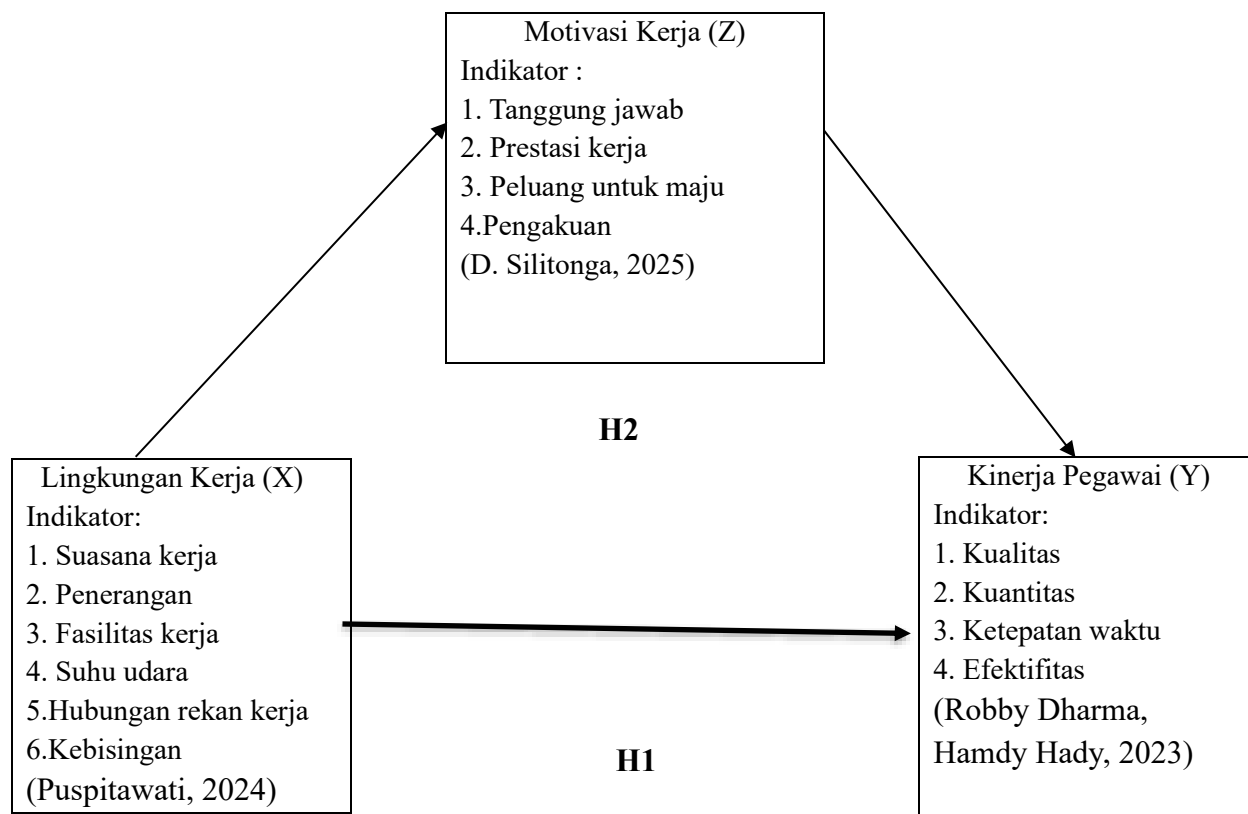 Motivasi Kerja (Z)
Indikator :
1. Tanggung jawab
2. Prestasi kerja
3. Peluang untuk maju
4.Pengakuan
(D. Silitonga, 2025)
H2
Lingkungan Kerja (X)
Indikator:
1. Suasana kerja
2. Penerangan
3. Fasilitas kerja
4. Suhu udara
5.Hubungan rekan kerja
6.Kebisingan
(Puspitawati, 2024)
Kinerja Pegawai (Y)
Indikator:
1. Kualitas
2. Kuantitas
3. Ketepatan waktu
4. Efektifitas
(Robby Dharma,
Hamdy Hady, 2023)
H1